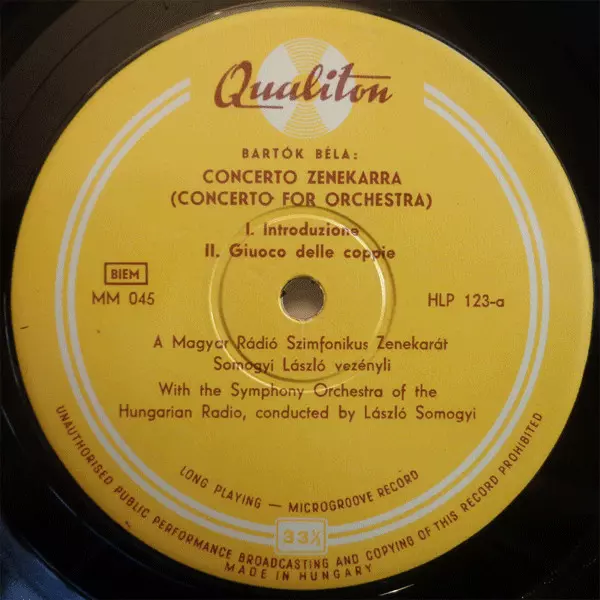 Qualiton
BARTÓK BÉLA:
CONCERTO ZENEKARRA
(CONCERTO FOR ORCHESTRA)
I. Introduzione
II. Giuoco delle coppie
BIEM
MM 045
HLP 123-a
A Magyar Rádió Szimfonikus Zenekarát
Somogyi László vezényli
With the Symphony Orchestra of the
Hungarian Radio, conducted by László Somogyi
LONG PLAYING — MICROGROOVE RECORD
33⅓
UNAUTHORISED PUBLIC PERFORMANCE BROADCASTING AND COPYING OF THIS RECORD PROHIBITED
MADE IN HUNGARY